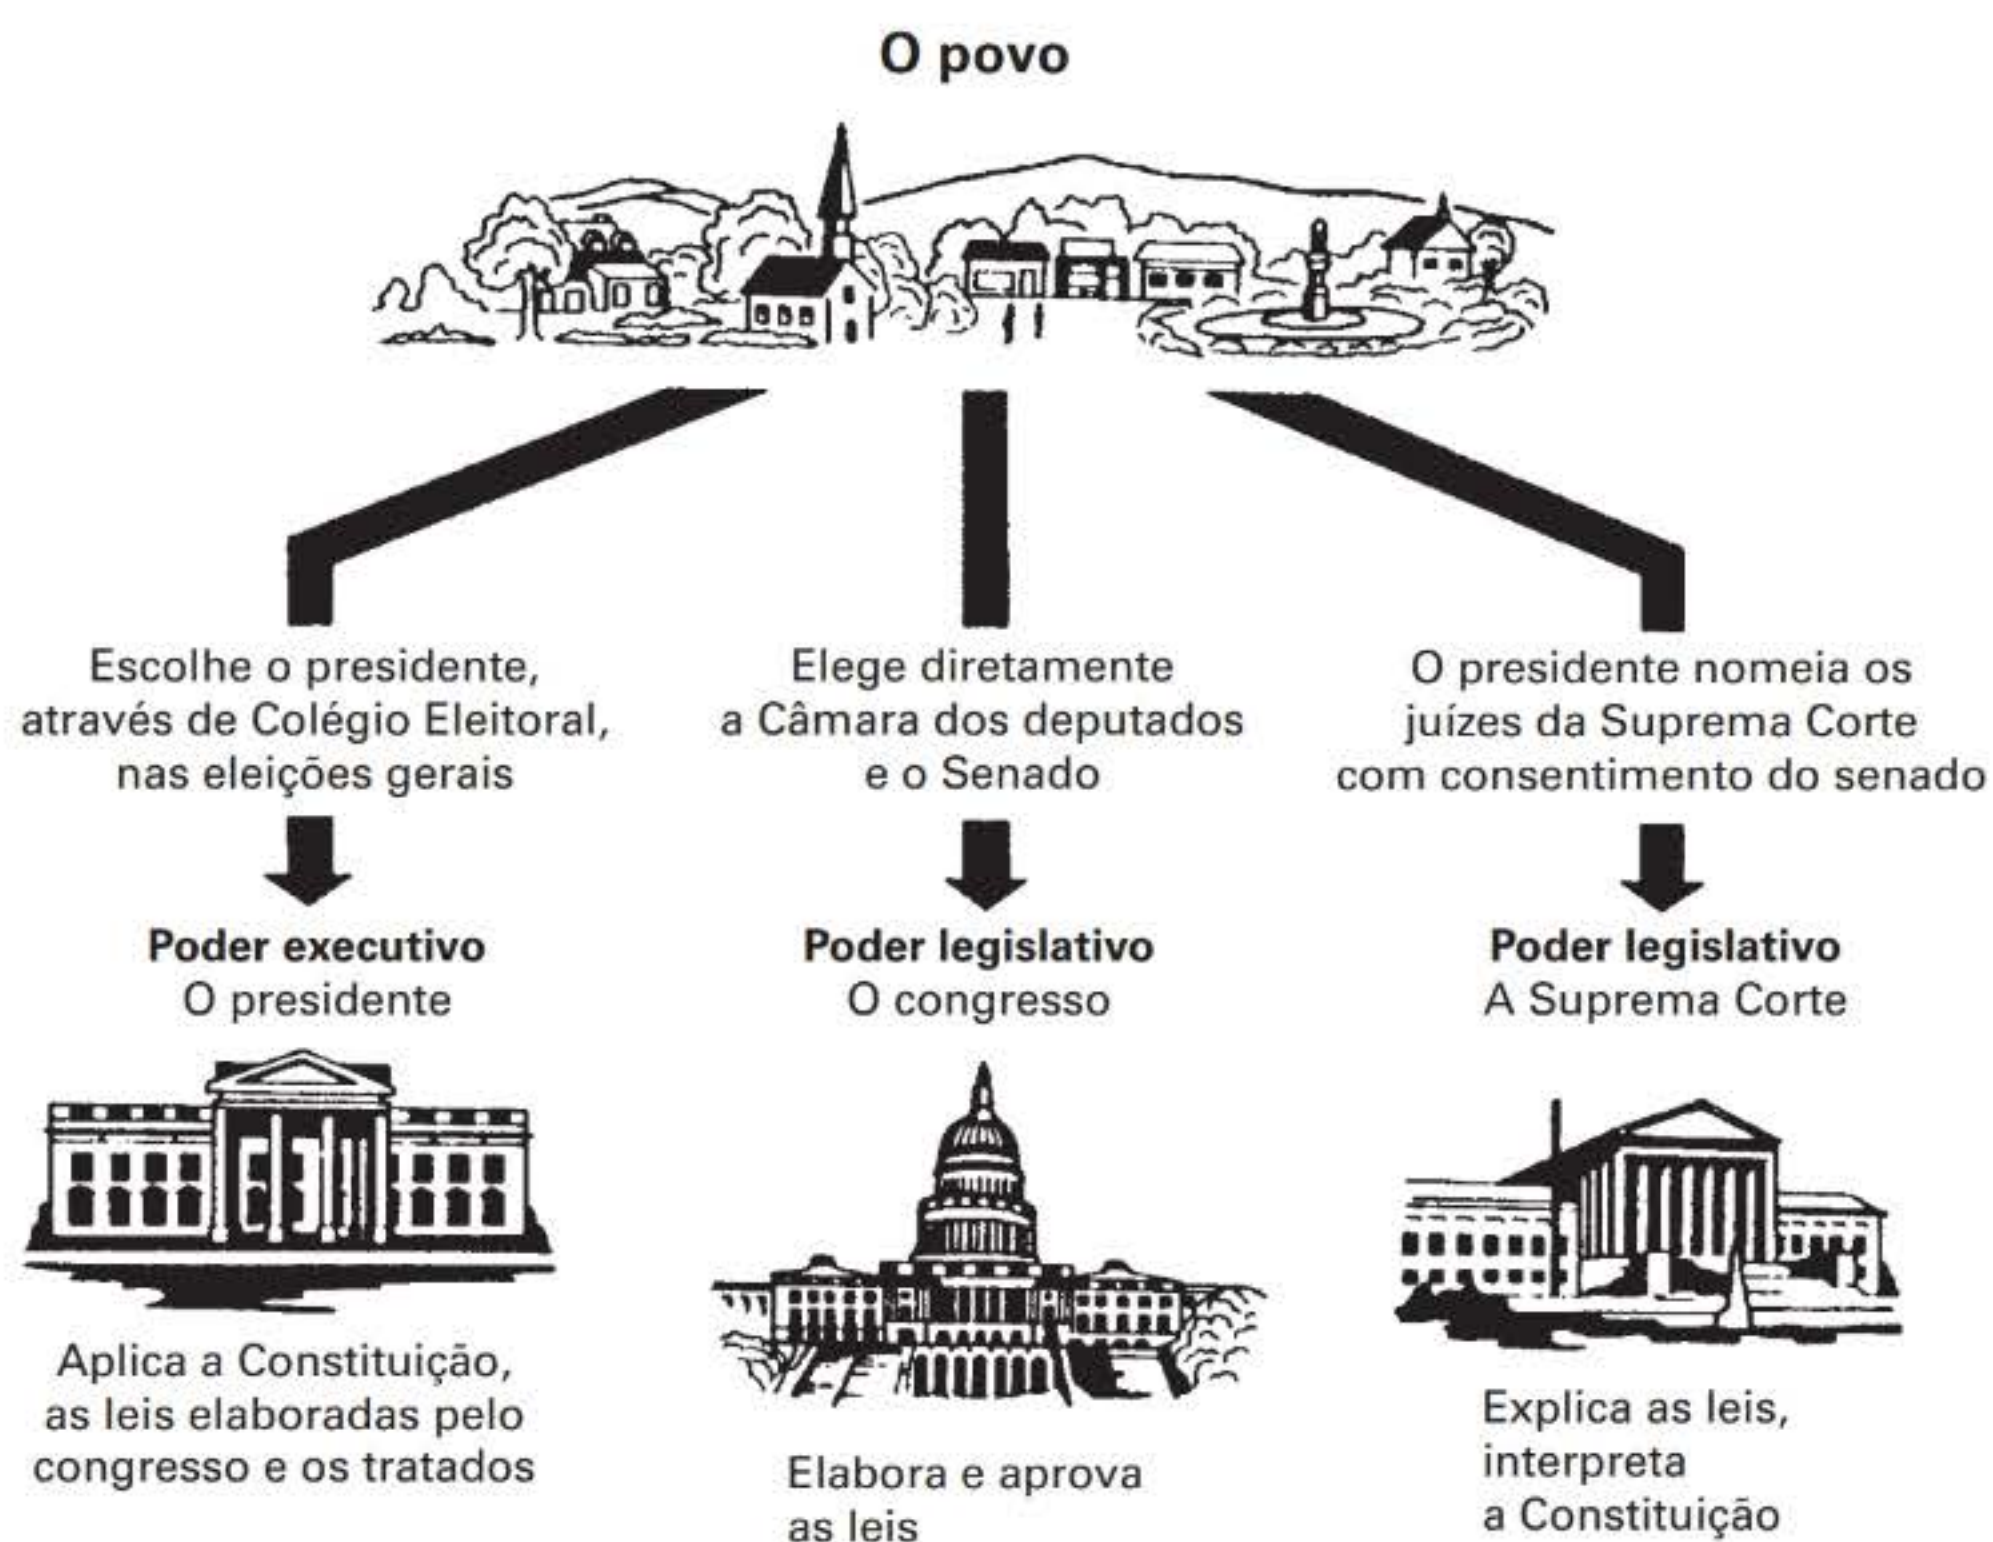 O povo
Escolhe o presidente,
através de Colégio Eleitoral,
nas eleições gerais
Elege diretamente
a Câmara dos deputados
e o Senado
O presidente nomeia os
juízes da Suprema Corte
com consentimento do senado
Poder executivo
O presidente
Poder legislativo
O congresso
Poder legislativo
A Suprema Corte
Aplica a Constituição,
as leis elaboradas pelo
congresso e os tratados
Elabora e aprova
as leis
Explica as leis,
interpreta
a Constituição